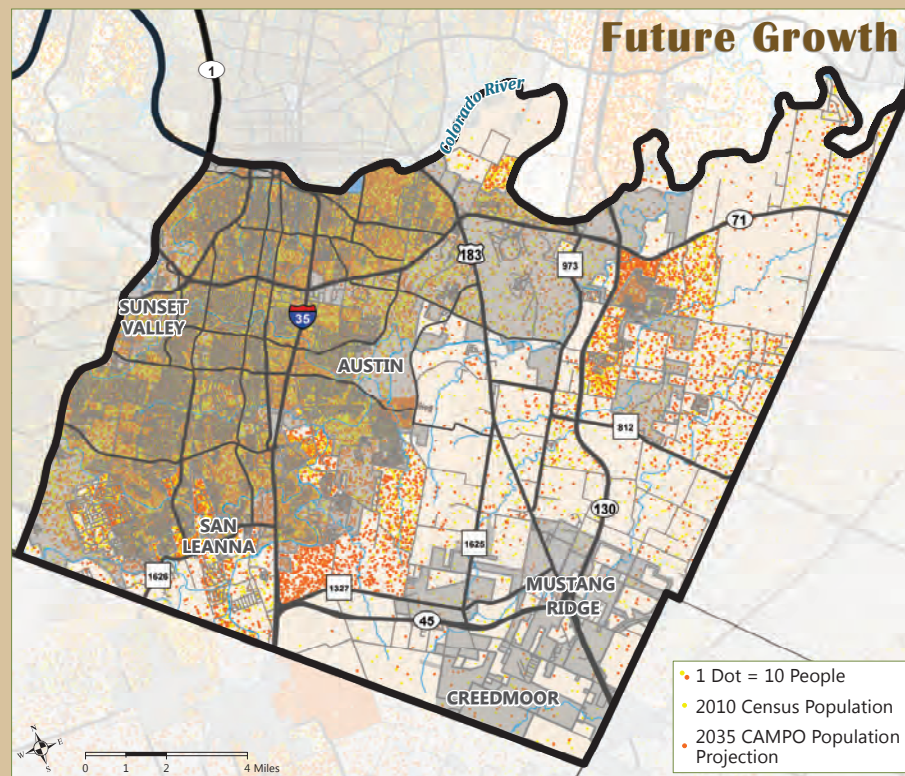 Future Growth
1
Colorado River
71
183
973
SUNSET
VALLEY
35
AUSTIN
812
130
SAN
LEANNA
1625
1626
1327
MUSTANG
RIDGE
45
CREEDMOOR
1 Dot = 10 People
2010 Census Population
2035 CAMPO Population
Projection
N
W E
S
0 1 2 4 Miles